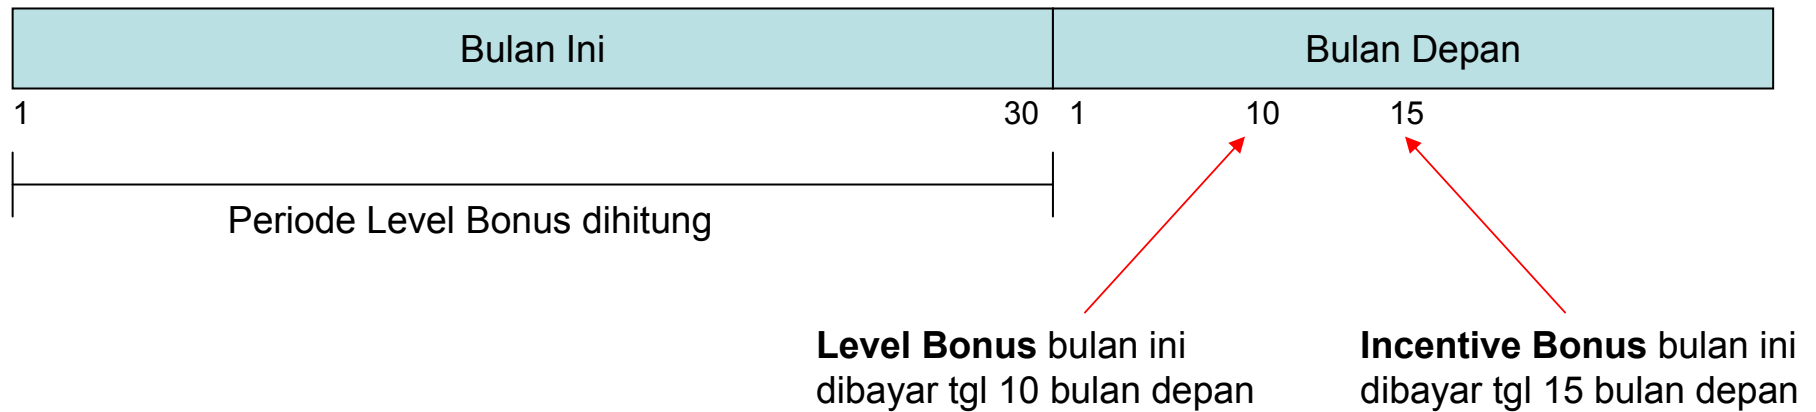 Bulan Ini
Bulan Depan
1
30
1
10
15
Periode Level Bonus dihitung
Level Bonus bulan ini
dibayar tgl 10 bulan depan
Incentive Bonus bulan ini
dibayar tgl 15 bulan depan